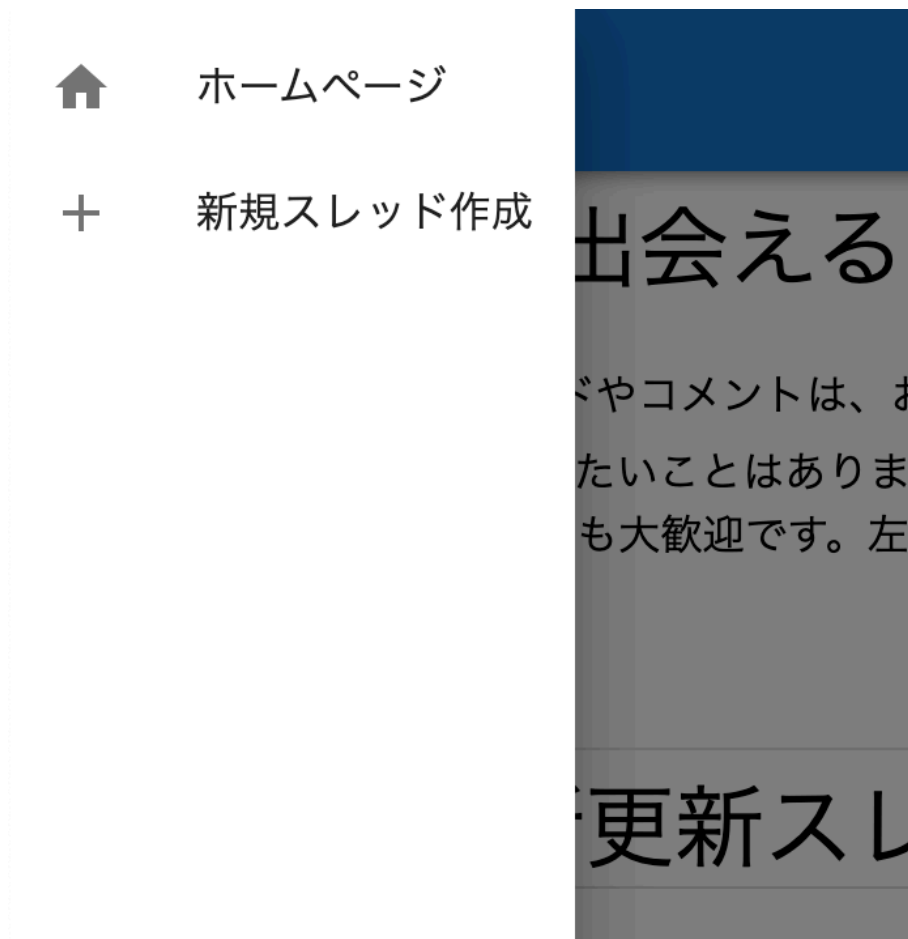 ホームページ
新規スレッド作成
出会える
ドやコメントは、お
たいことはありま
も大歓迎です。左
更新スレ